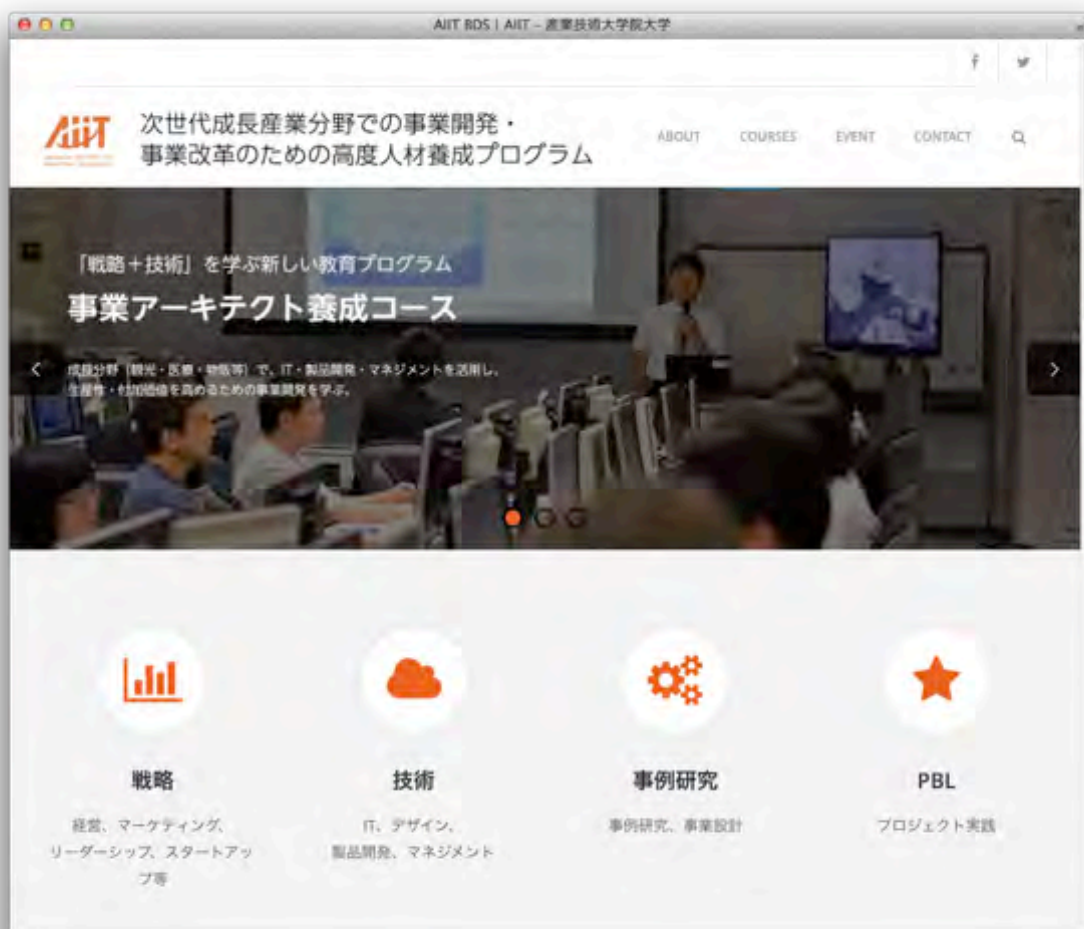 AIIT BDS | AIIT – 産業技術大学院大学
AIIT
次世代成長産業分野での事業開発・
事業改革のための高度人材養成プログラム
ABOUT
COURSES
EVENT
CONTACT
「戦略＋技術」を学ぶ新しい教育プログラム
事業アーキテクト養成コース
成長分野（観光・医療・物販等）で、IT・製品開発・マネジメントを活用し、
生産性・付加価値を高めるための事業開発を学ぶ。
戦略
経営、マーケティング、
リーダーシップ、スタートアッ
プ等
技術
IT、デザイン、
製品開発、マネジメント
事例研究
事例研究、事業設計
PBL
プロジェクト実践